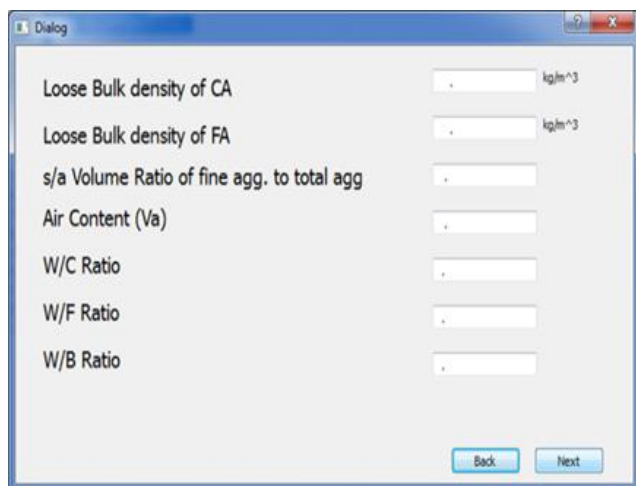 Dialog
?
Loose Bulk density of CA . kg/m^3
Loose Bulk density of FA . kg/m^3
s/a Volume Ratio of fine agg. to total agg .
Air Content (Va) .
W/C Ratio .
W/F Ratio .
W/B Ratio .
Back Next